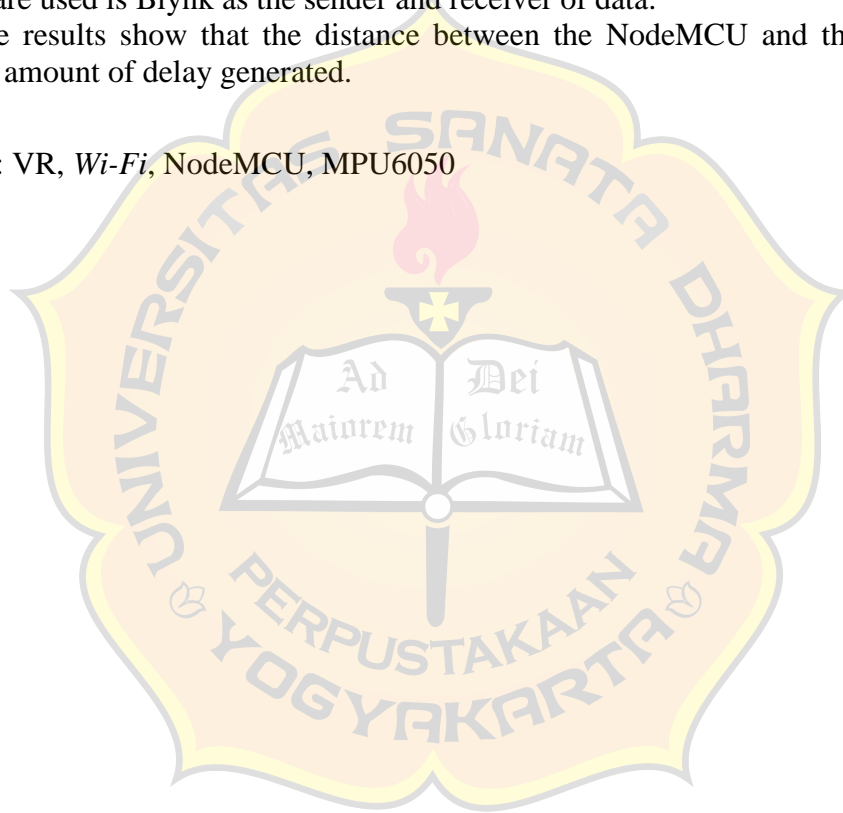 are used is Blynk as the sender and receiver of data.
e results show that the distance between the NodeMCU and th
amount of delay generated.
: VR, Wi-Fi, NodeMCU, MPU6050
UNIVERSITAS SANATA DHARMA
Ad Dei
Maiorem Gloriam
PERPUSTAKAAN
YOGYAKARTA